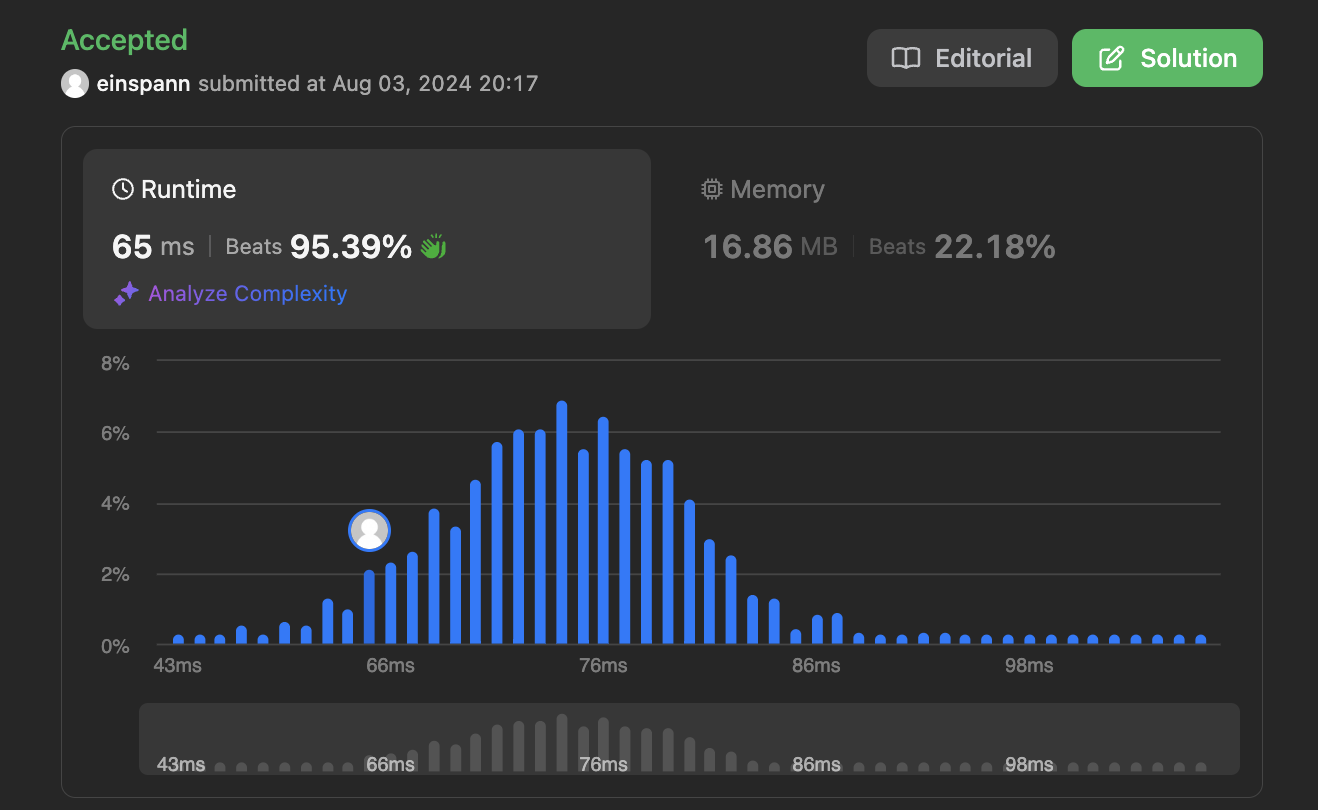 Accepted
Editorial
Solution
einspann submitted at Aug 03, 2024 20:17
Runtime
65 ms | Beats 95.39%
Analyze Complexity
Memory
16.86 MB | Beats 22.18%
8%
6%
4%
2%
0%
43ms 66ms 76ms 86ms 98ms
43ms 66ms 76ms 86ms 98ms